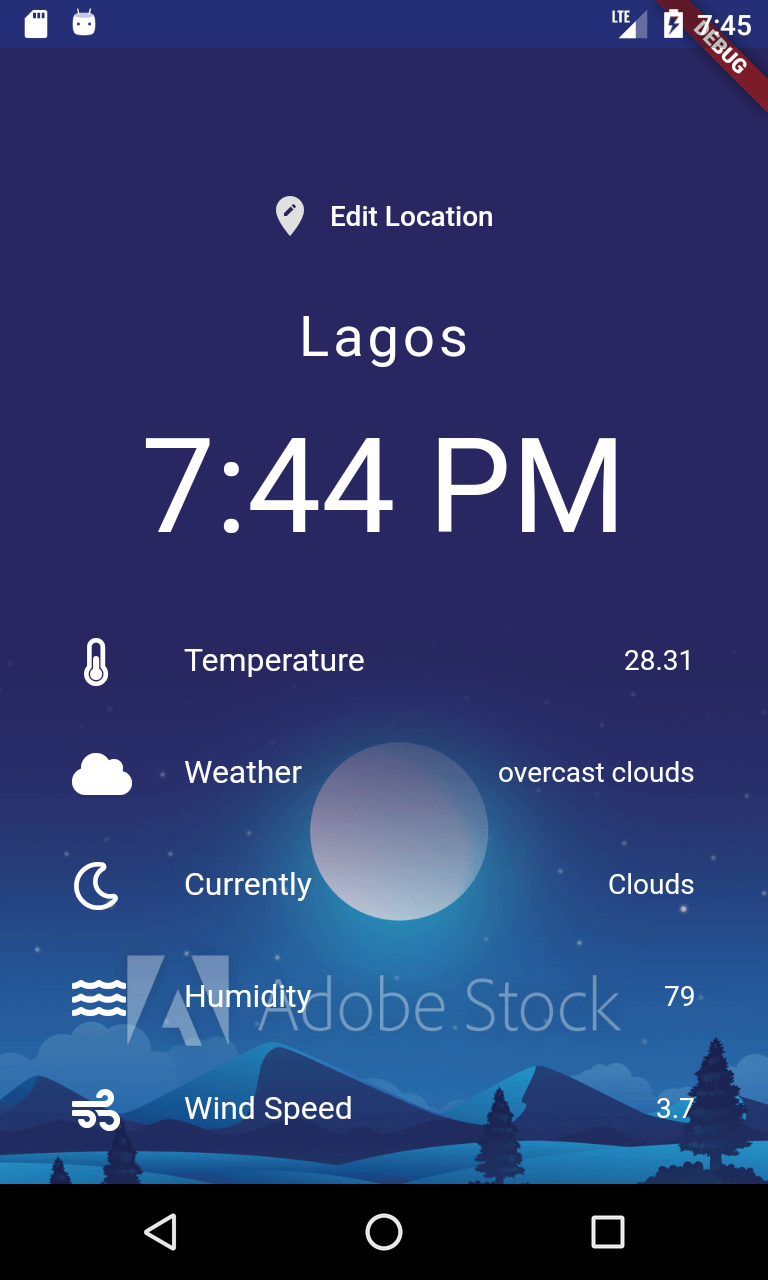 LTE 7:45
DEBUG
Edit Location
Lagos
7:44 PM
Temperature 28.31
Weather overcast clouds
Currently Clouds
Humidity 79
Adobe Stock
Wind Speed 3.7